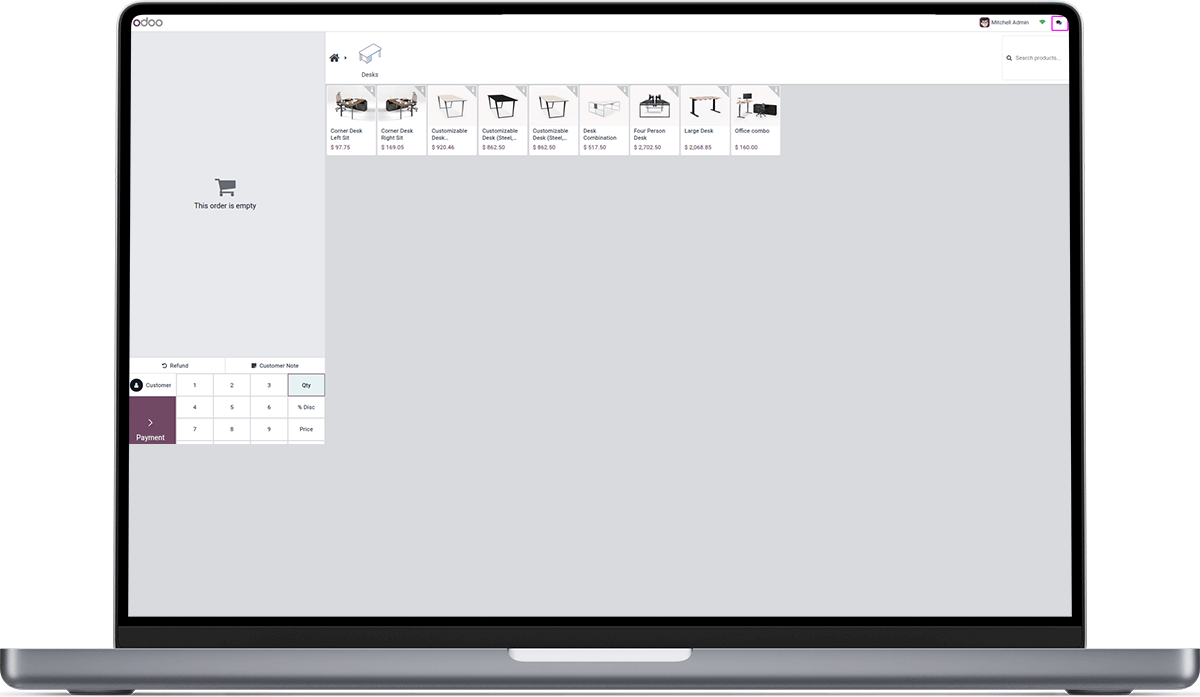 odoo
Mitchell Admin
Search products...
Desks
Corner Desk
Left Sit
$ 97.75
Corner Desk
Right Sit
$ 169.05
Customizable
Desk...
$ 920.46
Customizable
Desk (Steel,...
$ 862.50
Customizable
Desk (Steel,...
$ 862.50
Desk
Combination
$ 517.50
Four Person
Desk
$ 2,702.50
Large Desk
$ 2,068.85
Office combo
$ 160.00
This order is empty
Refund
Customer Note
Customer
1
2
3
Qty
4
5
6
% Disc
Payment
7
8
9
Price